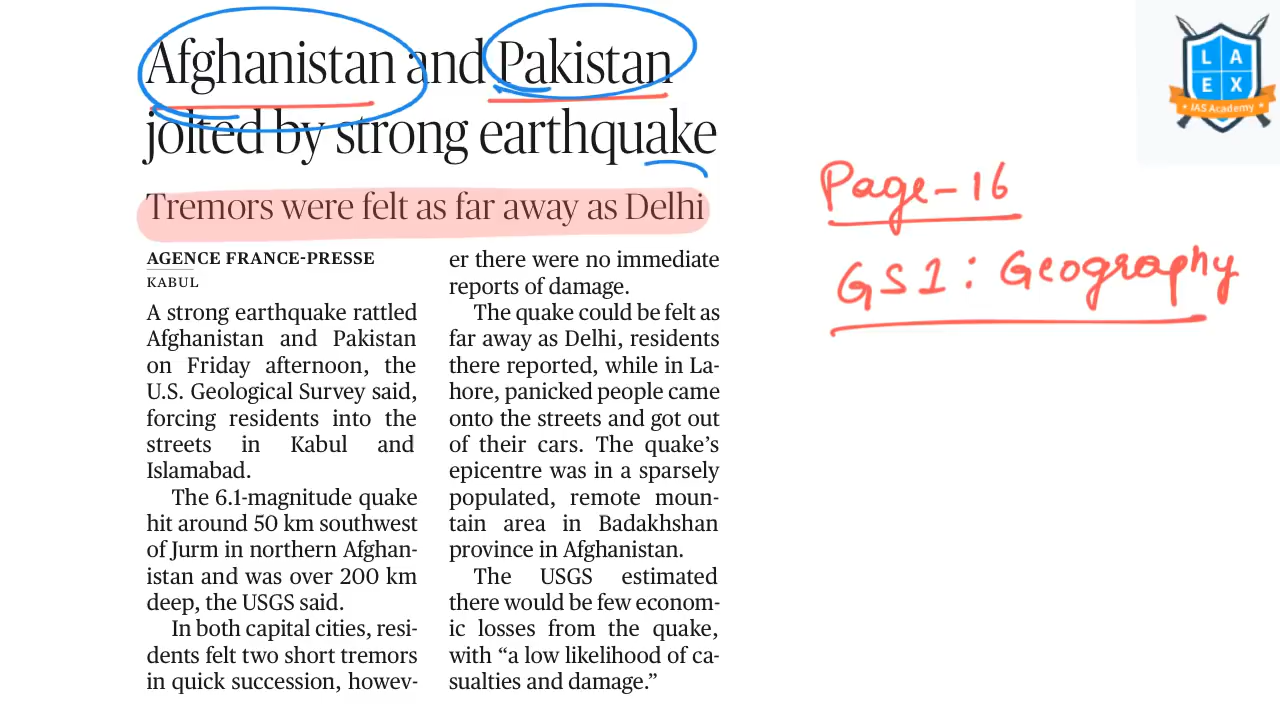 Afghanistan and Pakistan
jolted by strong earthquake
Tremors were felt as far away as Delhi
AGENCE FRANCE-PRESSE
KABUL
A strong earthquake rattled
Afghanistan and Pakistan
on Friday afternoon, the
U.S. Geological Survey said,
forcing residents into the
streets in Kabul and
Islamabad.
The 6.1-magnitude quake
hit around 50 km southwest
of Jurm in northern Afghan-
istan and was over 200 km
deep, the USGS said.
In both capital cities, resi-
dents felt two short tremors
in quick succession, howev-
er there were no immediate
reports of damage.
The quake could be felt as
far away as Delhi, residents
there reported, while in La-
hore, panicked people came
onto the streets and got out
of their cars. The quake's
epicentre was in a sparsely
populated, remote moun-
tain area in Badakhshan
province in Afghanistan.
The USGS estimated
there would be few econom-
ic losses from the quake,
with “a low likelihood of ca-
sualties and damage.”
Page-16
GS1: Geography
L A
E X
IAS Academy